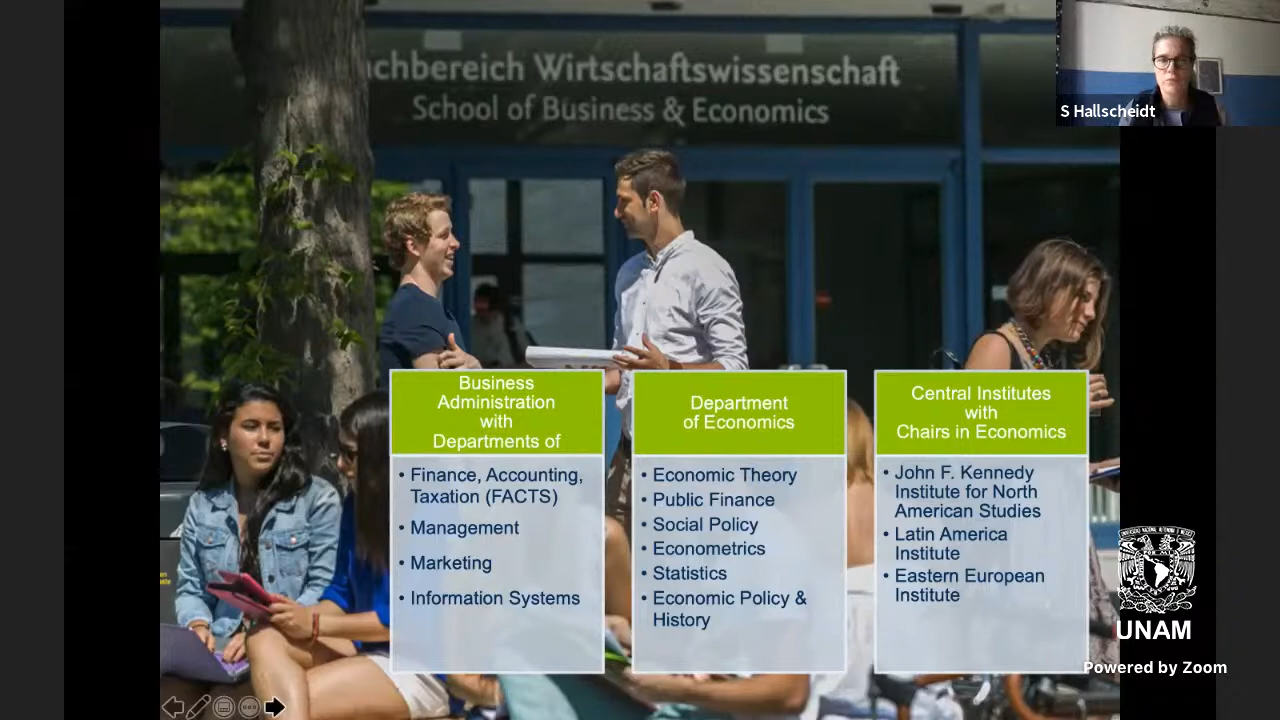 chbereich Wirtschaftswissenschaft
School of Business & Economics
S Hallscheidt
Business
Administration
with
Departments of
• Finance, Accounting,
Taxation (FACTS)
• Management
• Marketing
• Information Systems
Department
of Economics
• Economic Theory
• Public Finance
• Social Policy
• Econometrics
• Statistics
• Economic Policy &
History
Central Institutes
with
Chairs in Economics
• John F. Kennedy
Institute for North
American Studies
• Latin America
Institute
• Eastern European
Institute
UNAM
Powered by Zoom